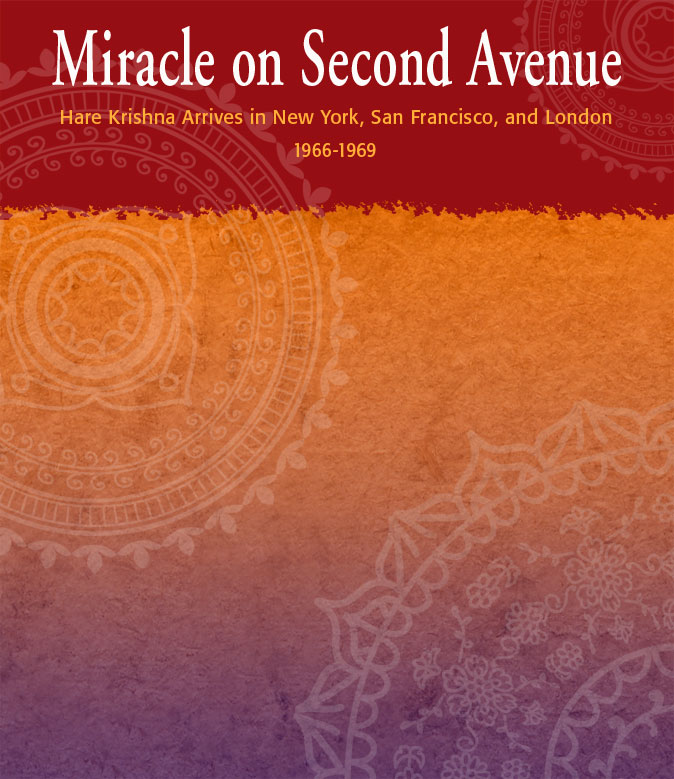 Miracle on Second Avenue
Hare Krishna Arrives in New York, San Francisco, and London
1966-1969